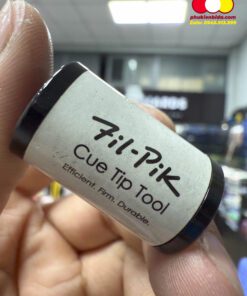 phukienbida.com
Fil-Pik
Cue Tip Tool
Efficient. Firm. Durable.